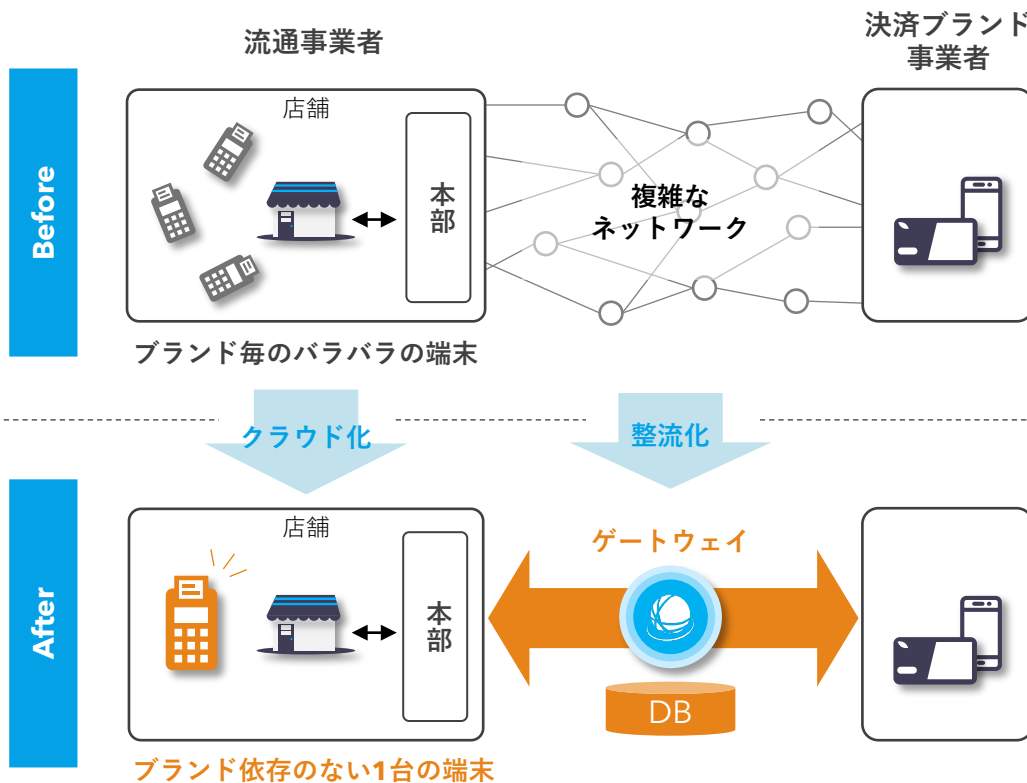 流通事業者
決済ブランド
事業者
Before
店舗
本部
複雑な
ネットワーク
ブランド毎のバラバラの端末
クラウド化
整流化
After
店舗
本部
ゲートウェイ
DB
ブランド依存のない1台の端末